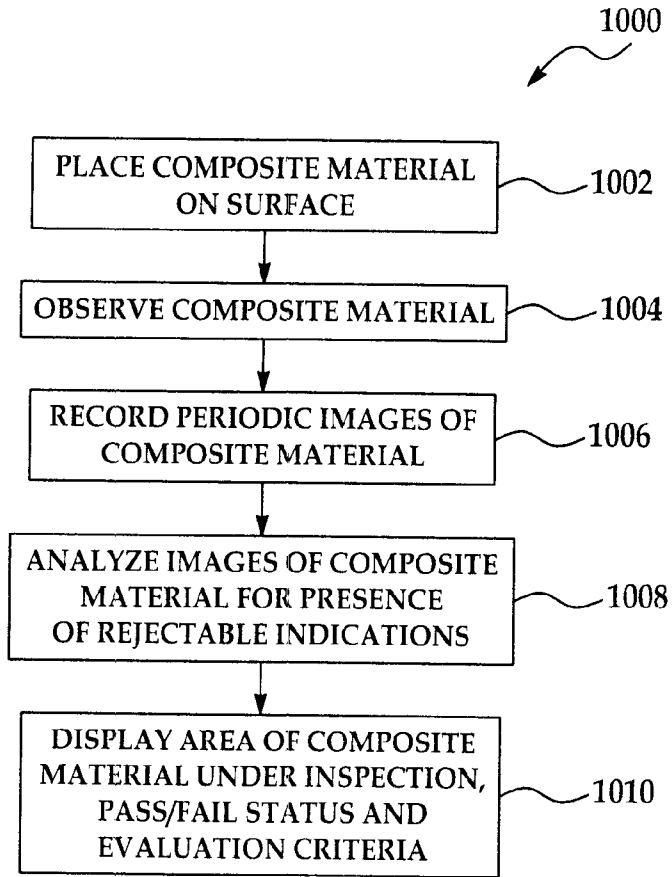 1000
PLACE COMPOSITE MATERIAL
ON SURFACE
1002
OBSERVE COMPOSITE MATERIAL
1004
RECORD PERIODIC IMAGES OF
COMPOSITE MATERIAL
1006
ANALYZE IMAGES OF COMPOSITE
MATERIAL FOR PRESENCE
OF REJECTABLE INDICATIONS
1008
DISPLAY AREA OF COMPOSITE
MATERIAL UNDER INSPECTION,
PASS/FAIL STATUS AND
EVALUATION CRITERIA
1010